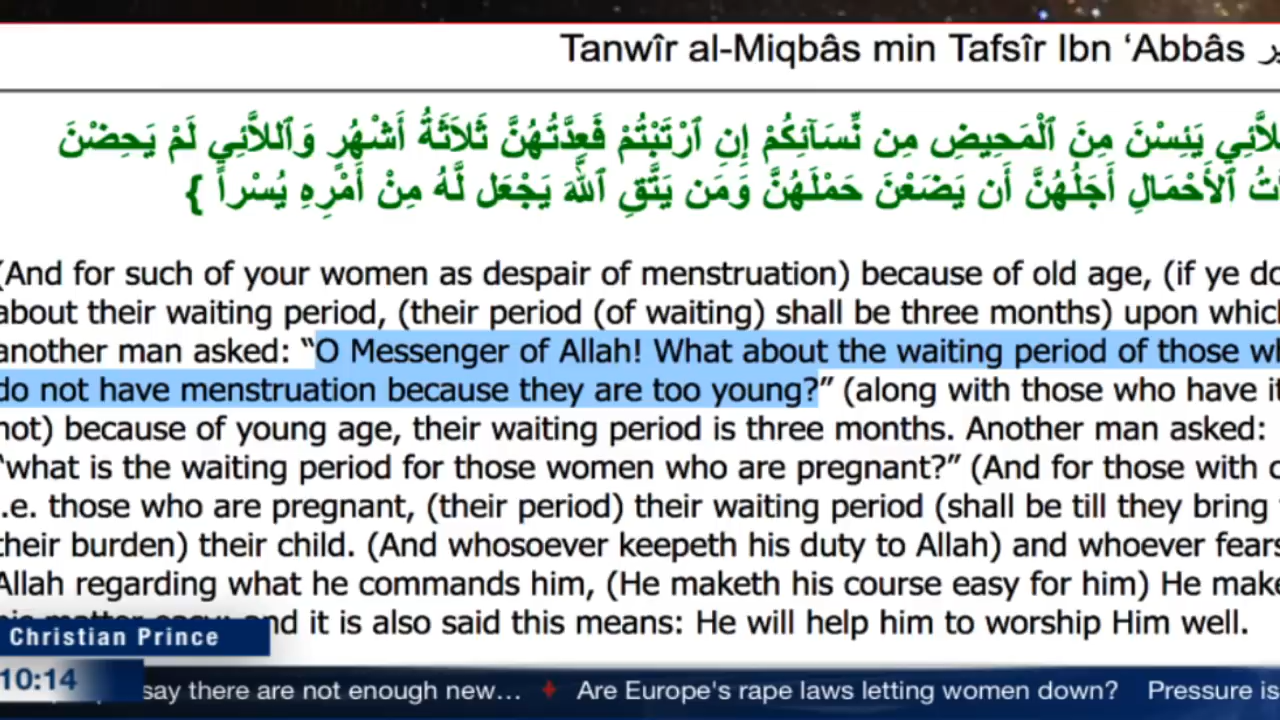 Tanwîr al-Miqbâs min Tafsîr Ibn ‘Abbâs
يَئِسْنَ مِنَ ٱلْمَحِيضِ مِن نِّسَآئِكُمْ إِنِ ٱرْتَبْتُمْ فَعِدَّتُهُنَّ ثَلاَثَةُ أَشْهُرٍ وَٱللاَّئِي لَمْ يَحِضْنَ
ٱلأَحْمَالِ أَجَلُهُنَّ أَن يَضَعْنَ حَمْلَهُنَّ وَمَن يَتَّقِ ٱللَّهَ يَجْعَل لَّهُ مِنْ أَمْرِهِ يُسْراً }
(And for such of your women as despair of menstruation) because of old age, (if ye do
about their waiting period, (their period (of waiting) shall be three months) upon which
another man asked: “O Messenger of Allah! What about the waiting period of those
do not have menstruation because they are too young?” (along with those who have it
not) because of young age, their waiting period is three months. Another man asked:
“what is the waiting period for those women who are pregnant?” (And for those with
i.e. those who are pregnant, (their period) their waiting period (shall be till they bring
their burden) their child. (And whosoever keepeth his duty to Allah) and whoever fears
Allah regarding what he commands him, (He maketh his course easy for him) He make
and it is also said this means: He will help him to worship Him well.
Christian Prince
10:14
say there are not enough new... Are Europe's rape laws letting women down? Pressure is